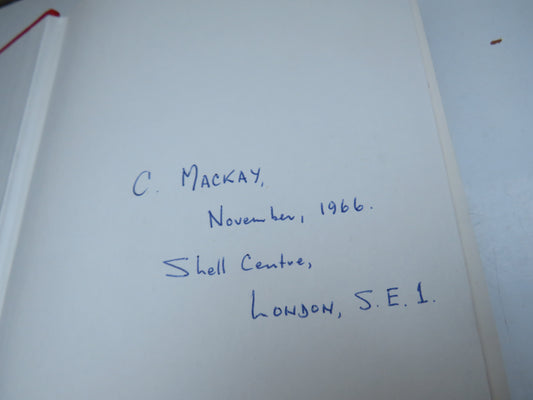 C. MACKAY,
November, 1966.
Shell Centre,
LONDON, S.E.1.